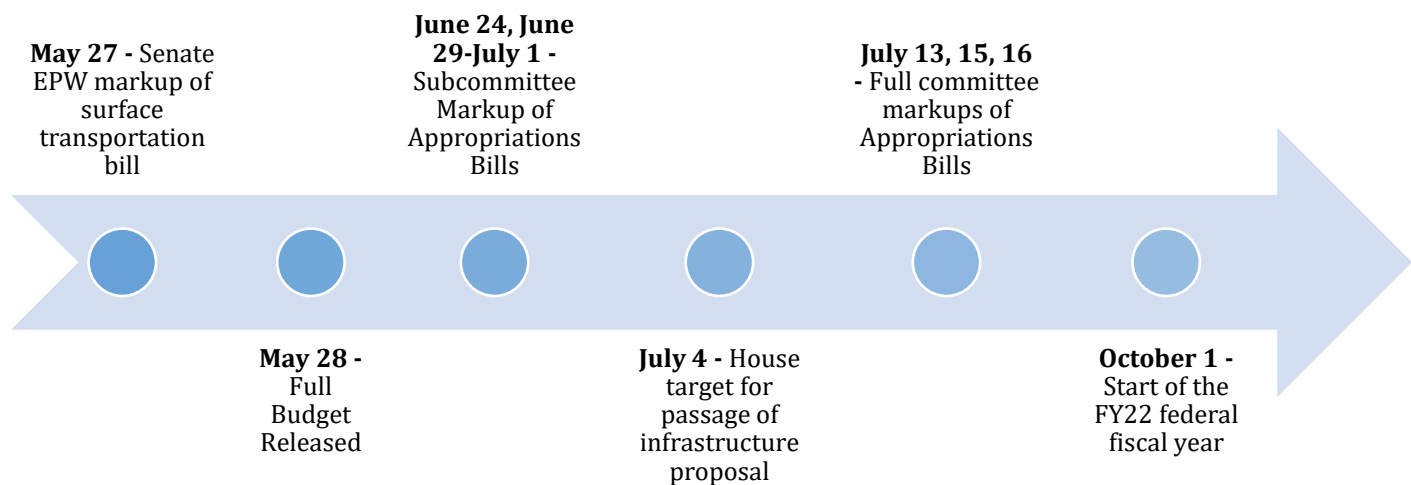 May 27 - Senate
EPW markup of
surface
transportation
bill
May 28 -
Full
Budget
Released
June 24, June
29-July 1 -
Subcommittee
Markup of
Appropriations
Bills
July 4 - House
target for
passage of
infrastructure
proposal
July 13, 15, 16
- Full committee
markups of
Appropriations
Bills
October 1 -
Start of the
FY22 federal
fiscal year